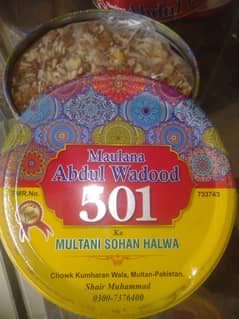 Maulana
Abdul Wadood
TMR.No. 733743
501
Ka
MULTANI SOHAN HALWA
Chowk Kumharan Wala, Multan-Pakistan.
Shair Muhammad
0300-7376400